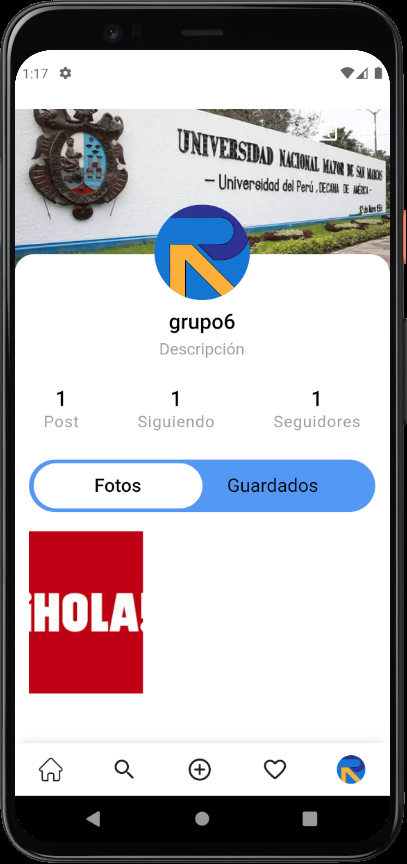 1:17
UNIVERSIDAD NACIONAL MAYOR DE SAN MARCOS
— Universidad del Perú, DECANA DE AMÉRICA -
grupo6
Descripción
1 1 1
Post Siguiendo Seguidores
Fotos Guardados
¡HOLA!